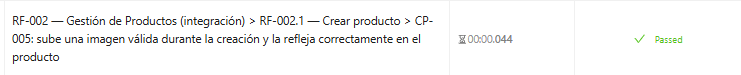 RF-002 — Gestión de Productos (integración) > RF-002.1 — Crear producto > CP-
005: sube una imagen válida durante la creación y la refleja correctamente en el
producto
00:00.044
Passed